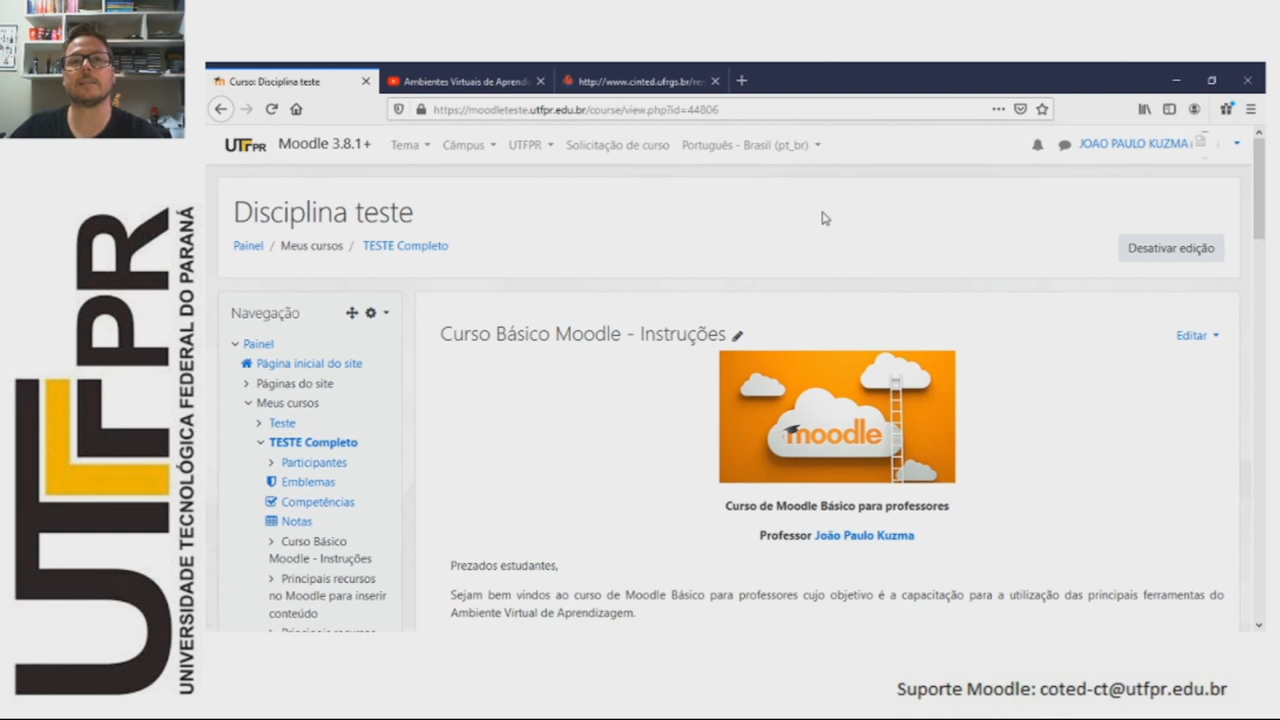 Curso: Disciplina teste
Ambientes Virtuais de Aprend
http://www.cinted.ufrgs.br/ren
https://moodleteste.utfpr.edu.br/course/view.php?id=44806
UTFPR Moodle 3.8.1+ Tema Câmpus UTFPR Solicitação de curso Português - Brasil (pt_br) JOAO PAULO KUZMA
Disciplina teste
Painel / Meus cursos / TESTE Completo
Desativar edição
Navegação
Painel
Página inicial do site
Páginas do site
Meus cursos
Teste
TESTE Completo
Participantes
Emblemas
Competências
Notas
Curso Básico
Moodle - Instruções
Principais recursos
no Moodle para inserir
conteúdo
Curso Básico Moodle - Instruções
Editar
moodle
Curso de Moodle Básico para professores
Professor João Paulo Kuzma
Prezados estudantes,
Sejam bem vindos ao curso de Moodle Básico para professores cujo objetivo é a capacitação para a utilização das principais ferramentas do
Ambiente Virtual de Aprendizagem.
UTFPR
UNIVERSIDADE TECNOLÓGICA FEDERAL DO PARANÁ
Suporte Moodle: coted-ct@utfpr.edu.br